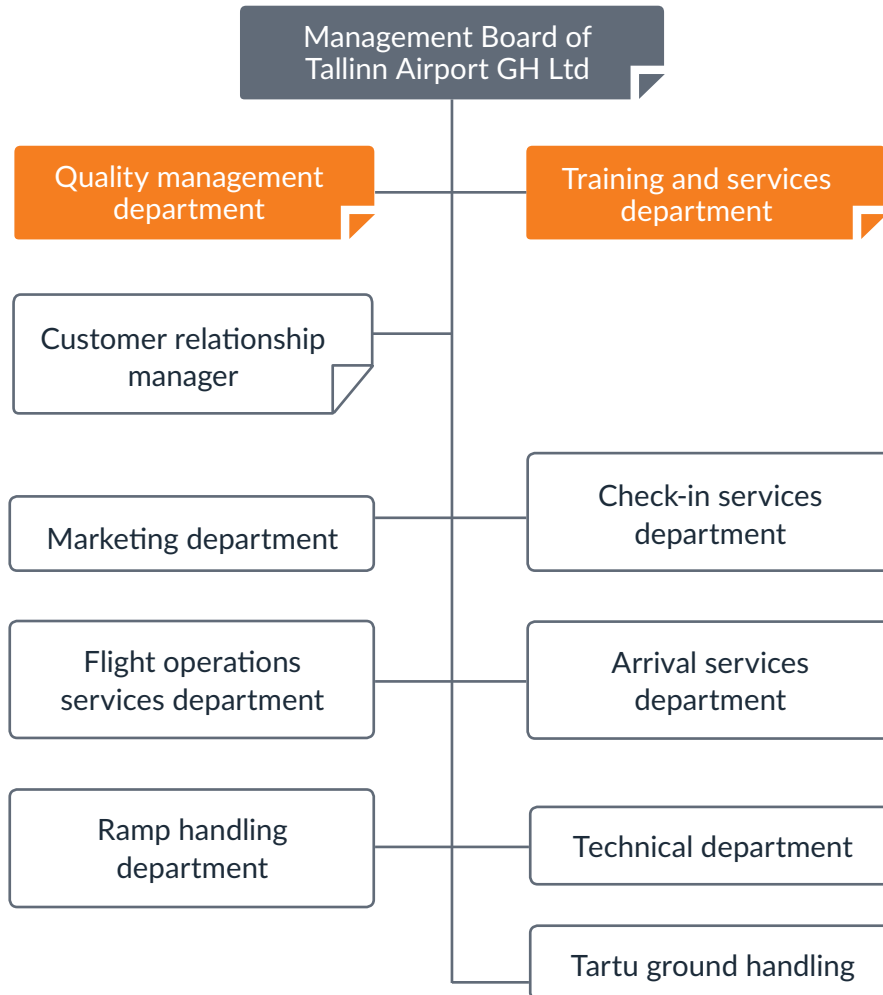 Management Board of
Tallinn Airport GH Ltd
Quality management
department
Training and services
department
Customer relationship
manager
Marketing department
Check-in services
department
Flight operations
services department
Arrival services
department
Ramp handling
department
Technical department
Tartu ground handling